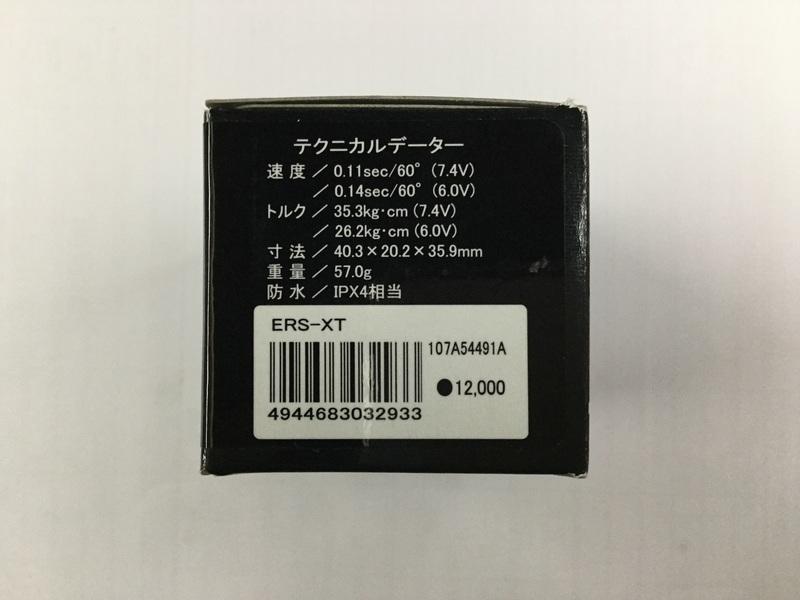 テクニカルデーター
速度／0.11sec/60°(7.4V)
／0.14sec/60°(6.0V)
トルク／35.3kg·cm(7.4V)
／26.2kg·cm(6.0V)
寸法／40.3×20.2×35.9mm
重量／57.0g
防水／IPX4相当
ERS-XT
107A54491A
●12,000
4944683032933